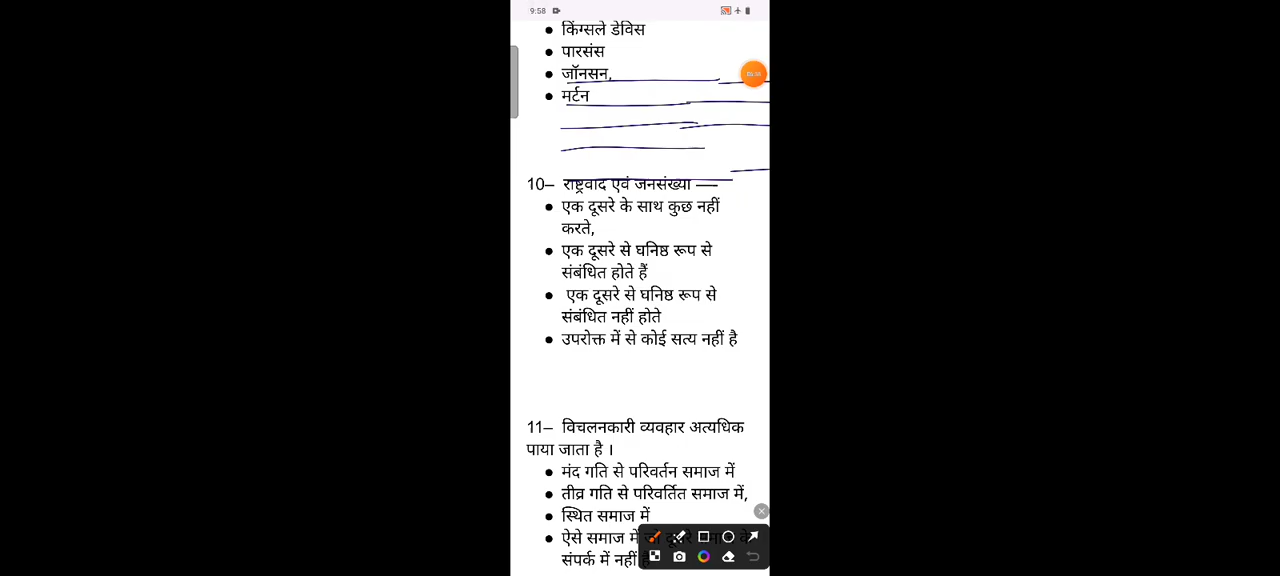 9:58
• किंग्सले डेविस
• पारसंस
• जॉनसन,
• मर्टन
10– राष्ट्रवाद एवं जनसंख्या —–
• एक दूसरे के साथ कुछ नहीं
करते,
• एक दूसरे से घनिष्ठ रूप से
संबंधित होते हैं
• एक दूसरे से घनिष्ठ रूप से
संबंधित नहीं होते
• उपरोक्त में से कोई सत्य नहीं है
11– विचलनकारी व्यवहार अत्यधिक
पाया जाता है ।
• मंद गति से परिवर्तन समाज में
• तीव्र गति से परिवर्तित समाज में,
• स्थित समाज में
• ऐसे समाज में
संपर्क में नहीं